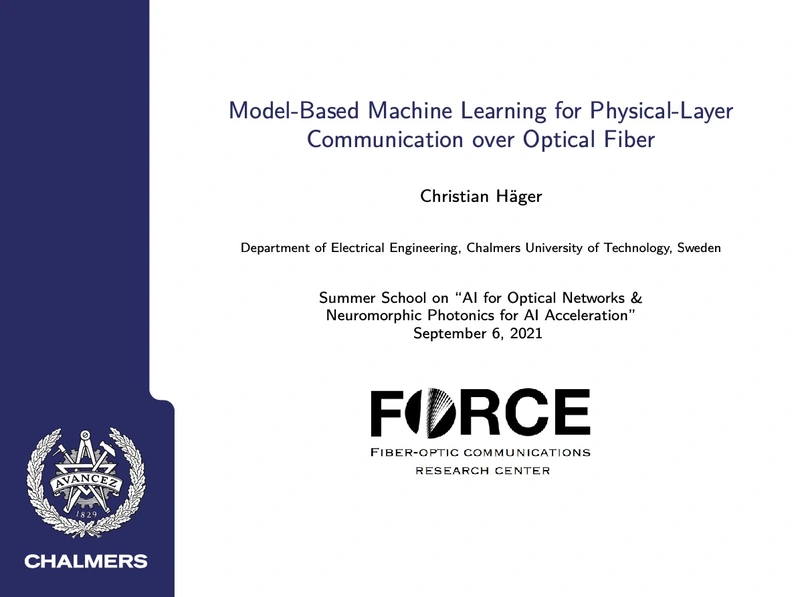 Model-Based Machine Learning for Physical-Layer
Communication over Optical Fiber
Christian Häger
Department of Electrical Engineering, Chalmers University of Technology, Sweden
Summer School on “AI for Optical Networks &
Neuromorphic Photonics for AI Acceleration”
September 6, 2021
FORCE
FIBER-OPTIC COMMUNICATIONS
RESEARCH CENTER
AVANCEZ
1829
CHALMERS